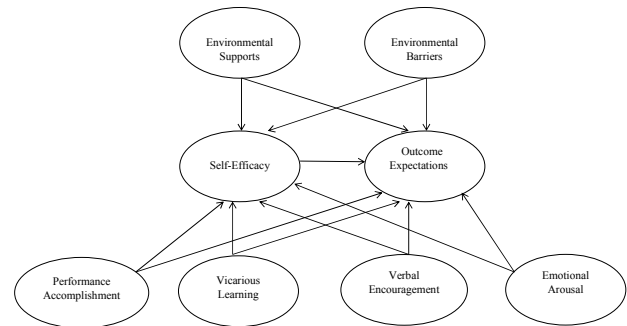 Environmental
Supports
Environmental
Barriers
Self-Efficacy
Outcome
Expectations
Performance
Accomplishment
Vicarious
Learning
Verbal
Encouragement
Emotional
Arousal